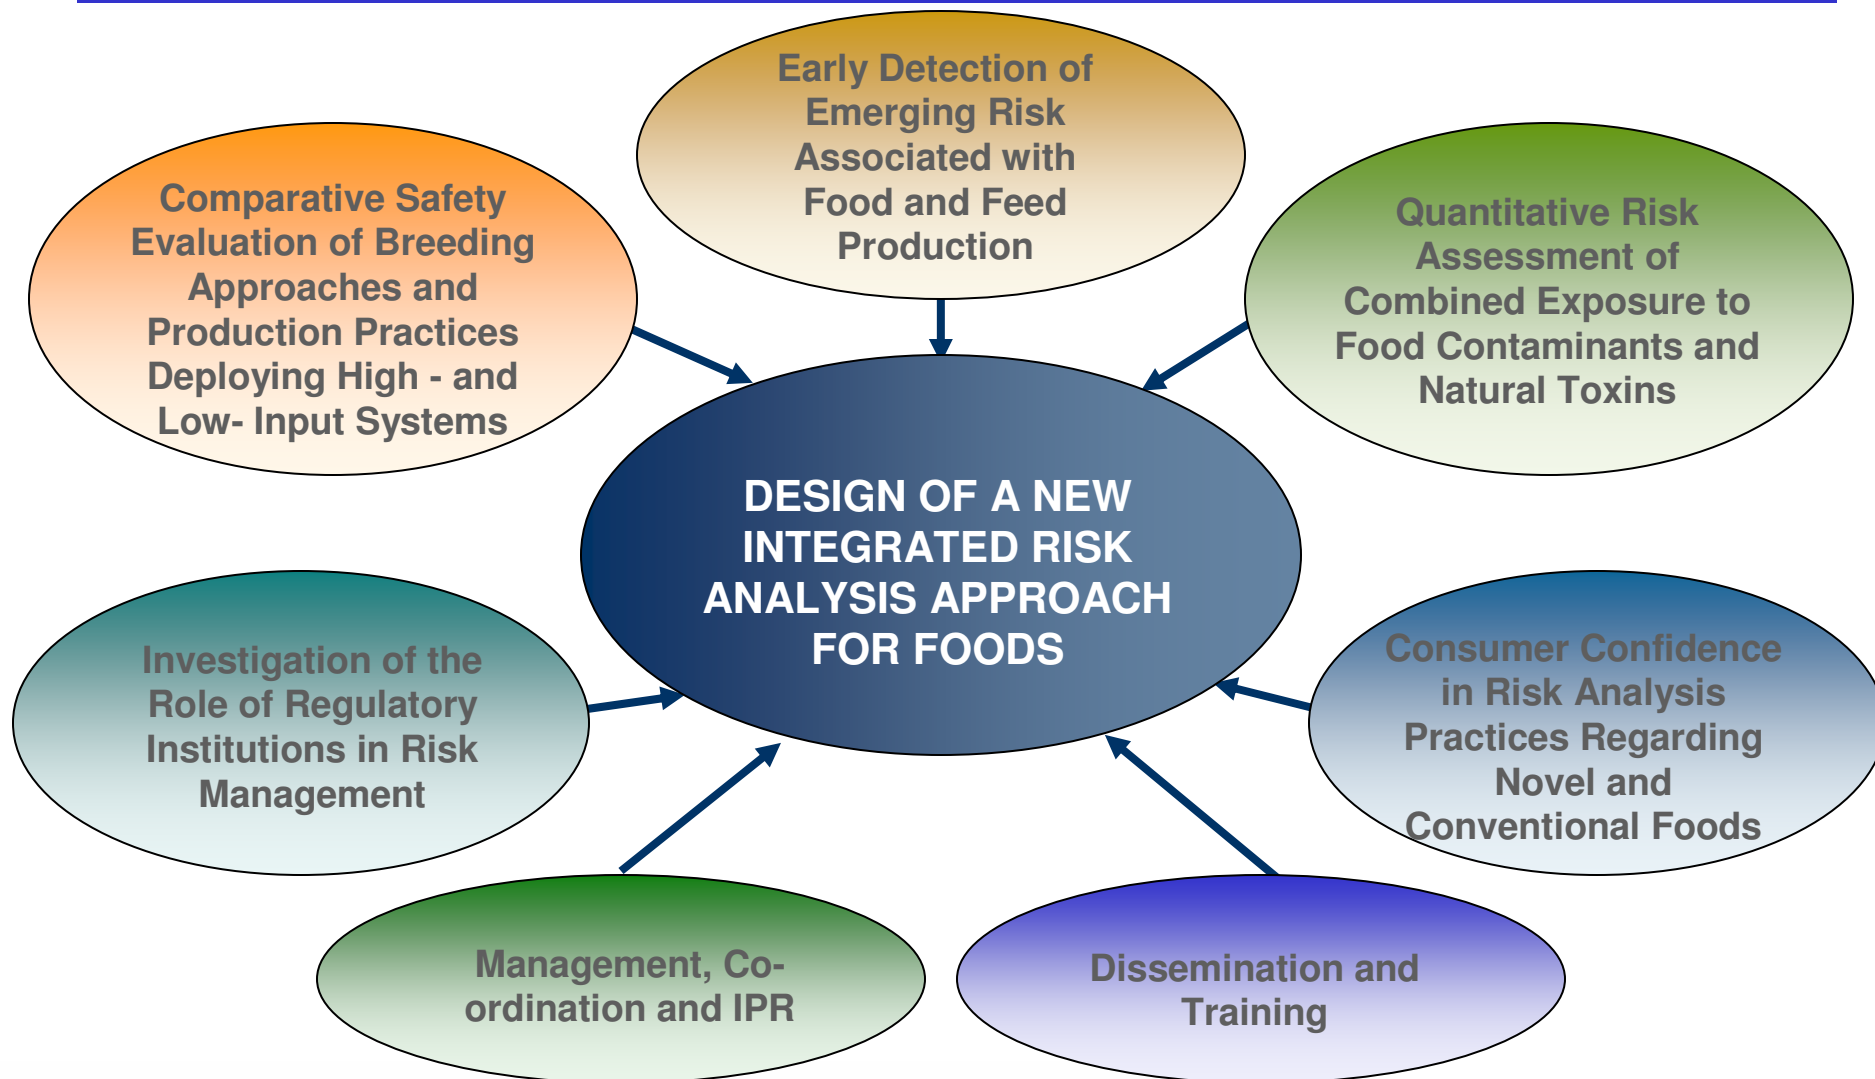 Early Detection of
Emerging Risk
Associated with
Food and Feed
Production
Comparative Safety
Evaluation of Breeding
Approaches and
Production Practices
Deploying High - and
Low- Input Systems
Quantitative Risk
Assessment of
Combined Exposure to
Food Contaminants and
Natural Toxins
DESIGN OF A NEW
INTEGRATED RISK
ANALYSIS APPROACH
FOR FOODS
Investigation of the
Role of Regulatory
Institutions in Risk
Management
Consumer Confidence
in Risk Analysis
Practices Regarding
Novel and
Conventional Foods
Management, Co-
ordination and IPR
Dissemination and
Training